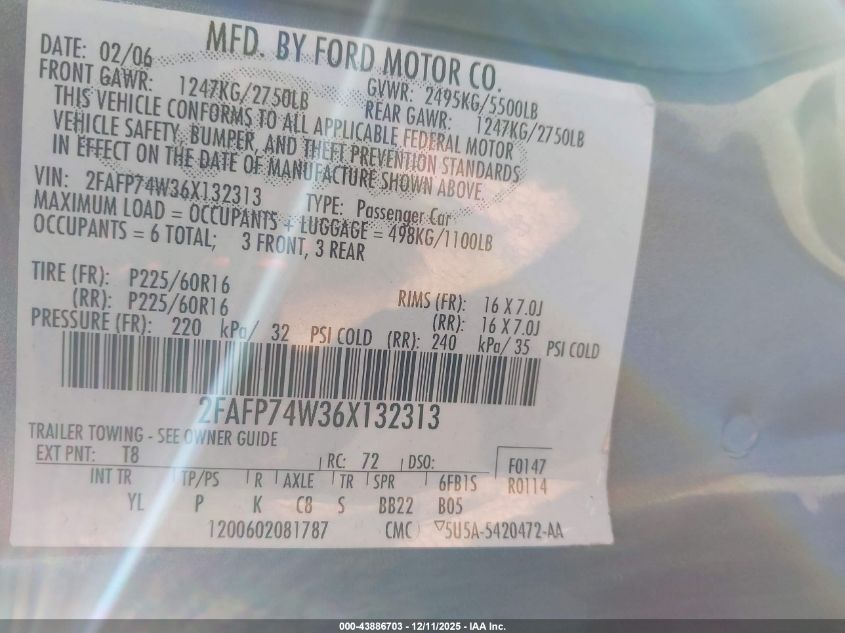 MFD. BY FORD MOTOR CO.
DATE: 02/06 GVWR: 2495KG/5500LB
FRONT GAWR: 1247KG/2750LB REAR GAWR: 1247KG/2750LB
THIS VEHICLE CONFORMS TO ALL APPLICABLE FEDERAL MOTOR
VEHICLE SAFETY, BUMPER, AND THEFT PREVENTION STANDARDS
IN EFFECT ON THE DATE OF MANUFACTURE SHOWN ABOVE.
VIN: 2FAFP74W36X132313 TYPE: Passenger Car
MAXIMUM LOAD = OCCUPANTS + LUGGAGE = 498KG/1100LB
OCCUPANTS = 6 TOTAL; 3 FRONT, 3 REAR
TIRE (FR): P225/60R16 RIMS (FR): 16 X 7.0J
(RR): P225/60R16 (RR): 16 X 7.0J
PRESSURE (FR): 220 kPa/ 32 PSI COLD (RR): 240 kPa/ 35 PSI COLD
2FAFP74W36X132313
TRAILER TOWING - SEE OWNER GUIDE
EXT PNT: T8 RC: 72 DSO: F0147
INT TR TP/PS R AXLE TR SPR 6FB1S R0114
YL P K C8 S BB22 B05
1200602081787 CMC ▽5U5A-5420472-AA
000-43886703 - 12/11/2025 - IAA Inc.